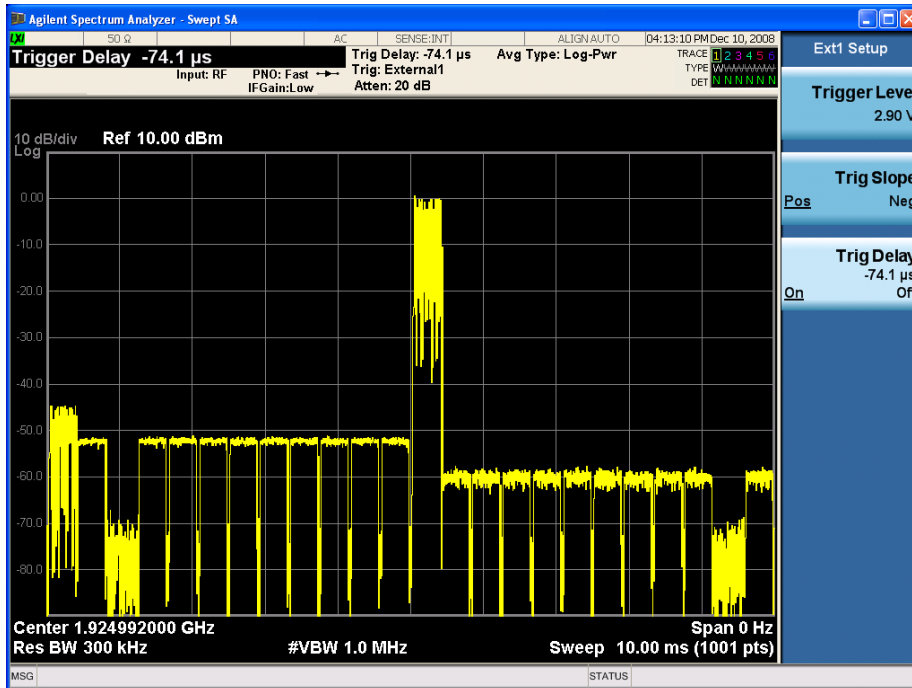 Agilent Spectrum Analyzer - Swept SA
LXI 50 Ω AC SENSE:INT ALIGN AUTO 04:13:10 PM Dec 10, 2008
Trigger Delay -74.1 µs
Input: RF
PNO: Fast
IFGain:Low
Trig Delay: -74.1 µs
Trig: External1
Atten: 20 dB
Avg Type: Log-Pwr
TRACE 1 2 3 4 5 6
TYPE
DET N N N N N N
Ext1 Setup
Trigger Leve
2.90 V
Trig Slope
Pos Neg
Trig Delay
-74.1 µs
On Of
10 dB/div Ref 10.00 dBm
Log
0.00
-10.0
-20.0
-30.0
-40.0
-50.0
-60.0
-70.0
-80.0
Center 1.924992000 GHz Span 0 Hz
Res BW 300 kHz #VBW 1.0 MHz Sweep 10.00 ms (1001 pts)
MSG STATUS